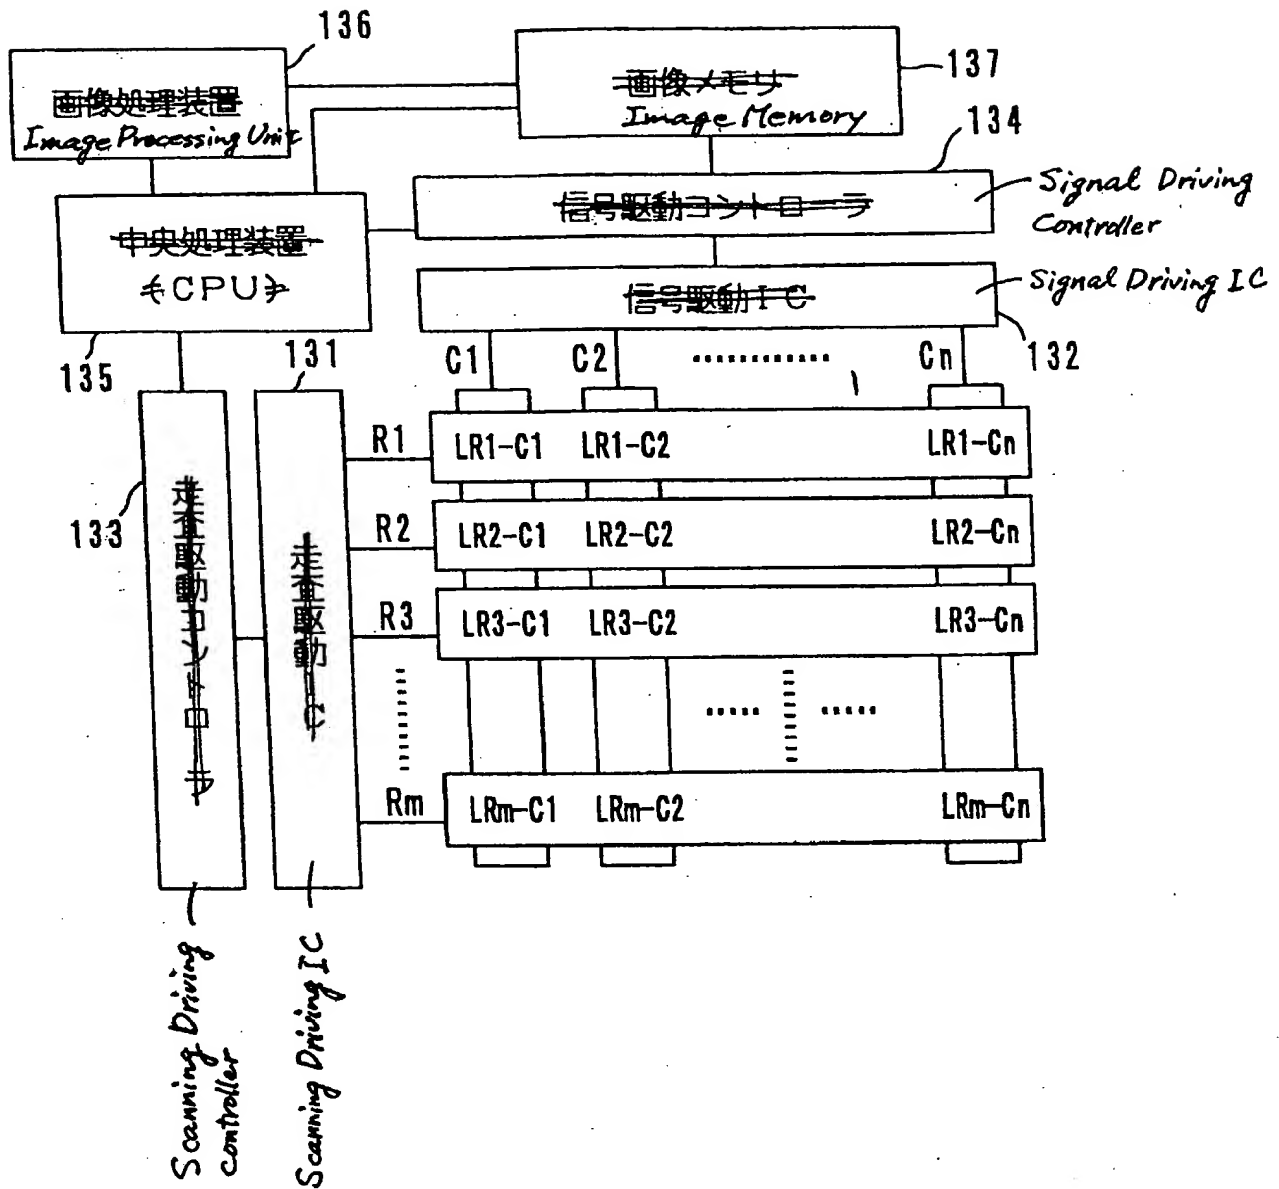 136
画像処理装置
Image Processing Unit
画像メモリ
Image Memory
137
134
信号駆動コントローラ
Signal Driving
Controller
中央処理装置
(CPU)
135
信号駆動IC
Signal Driving IC
132
131
C1
C2
Cn
133
走査駆動コントローラ
走査駆動IC
R1
LR1-C1
LR1-C2
LR1-Cn
R2
LR2-C1
LR2-C2
LR2-Cn
R3
LR3-C1
LR3-C2
LR3-Cn
Rm
LRm-C1
LRm-C2
LRm-Cn
Scanning Driving
controller
Scanning Driving IC